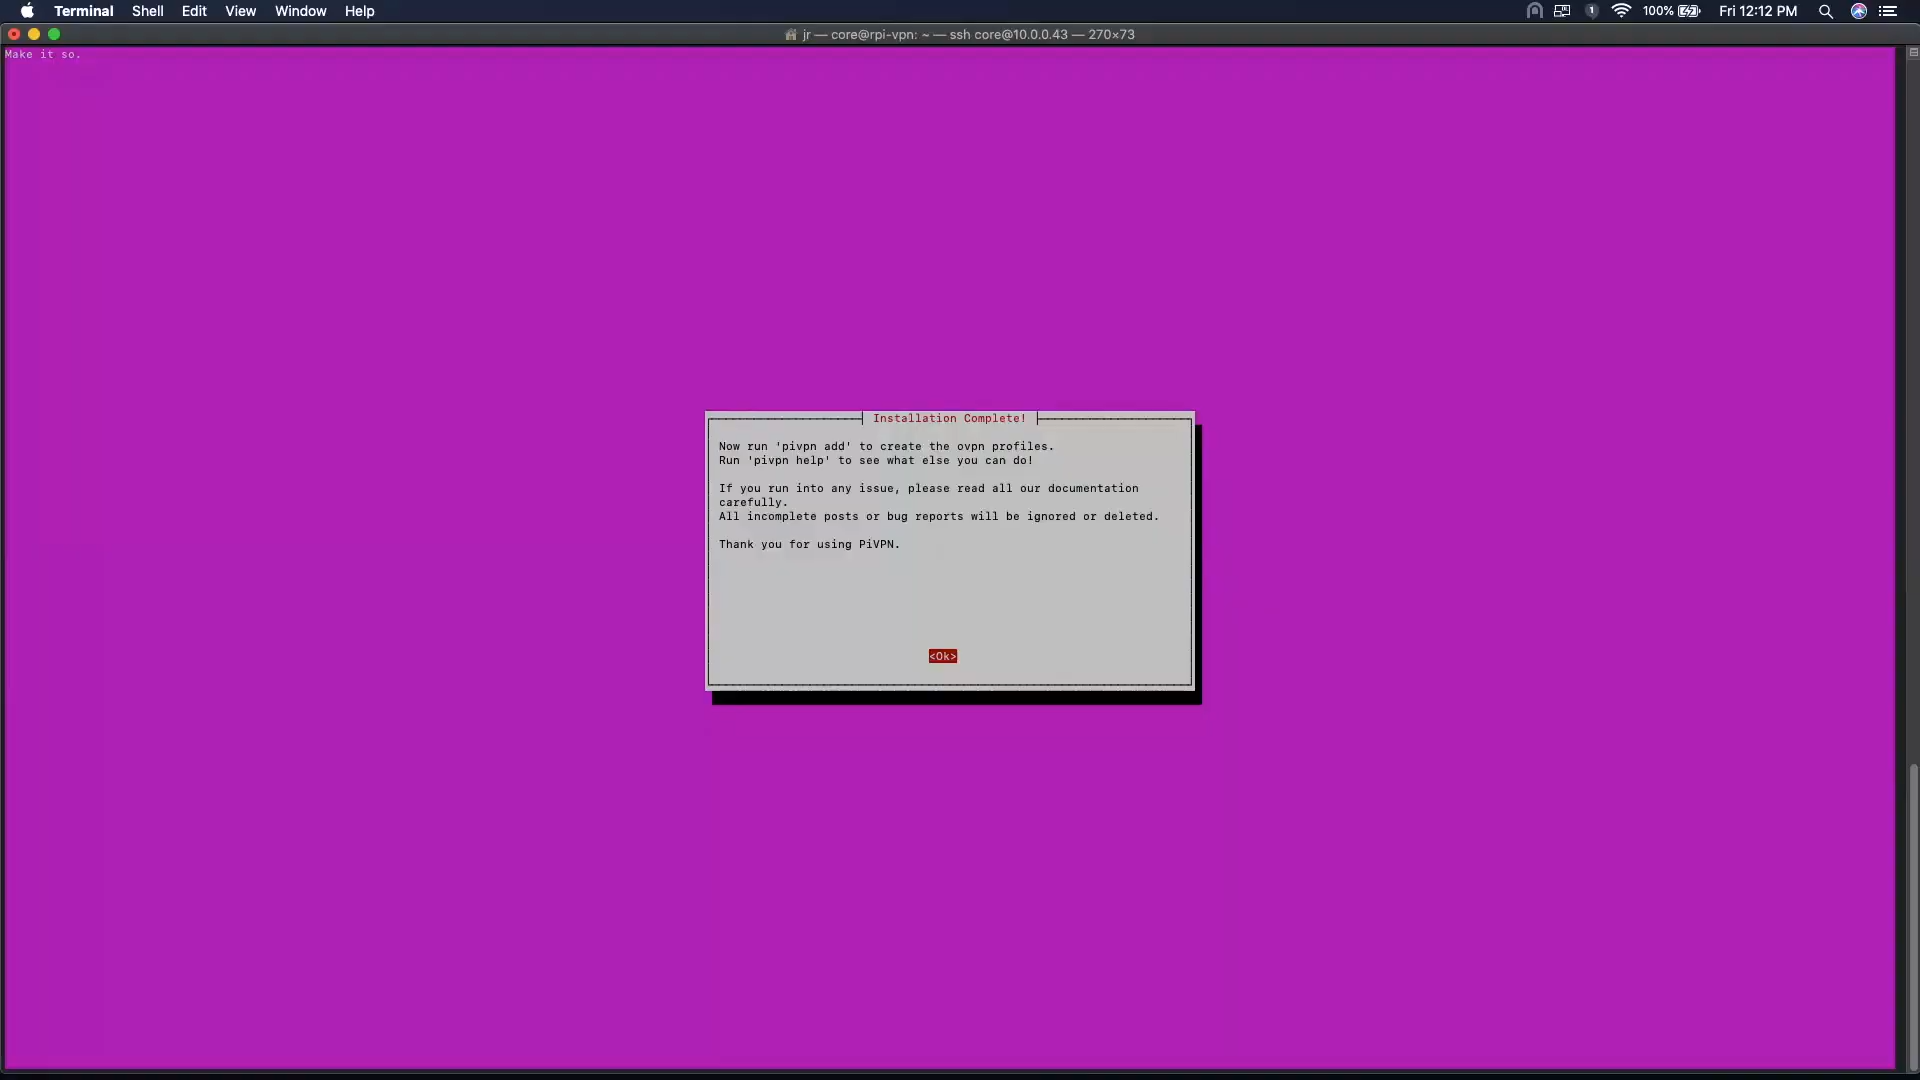 Terminal Shell Edit View Window Help 1 100% Fri 12:12 PM
jr — core@rpi-vpn: ~ — ssh core@10.0.0.43 — 270×73
Make it so.
Installation Complete!
Now run 'pivpn add' to create the ovpn profiles.
Run 'pivpn help' to see what else you can do!
If you run into any issue, please read all our documentation
carefully.
All incomplete posts or bug reports will be ignored or deleted.
Thank you for using PiVPN.
<Ok>